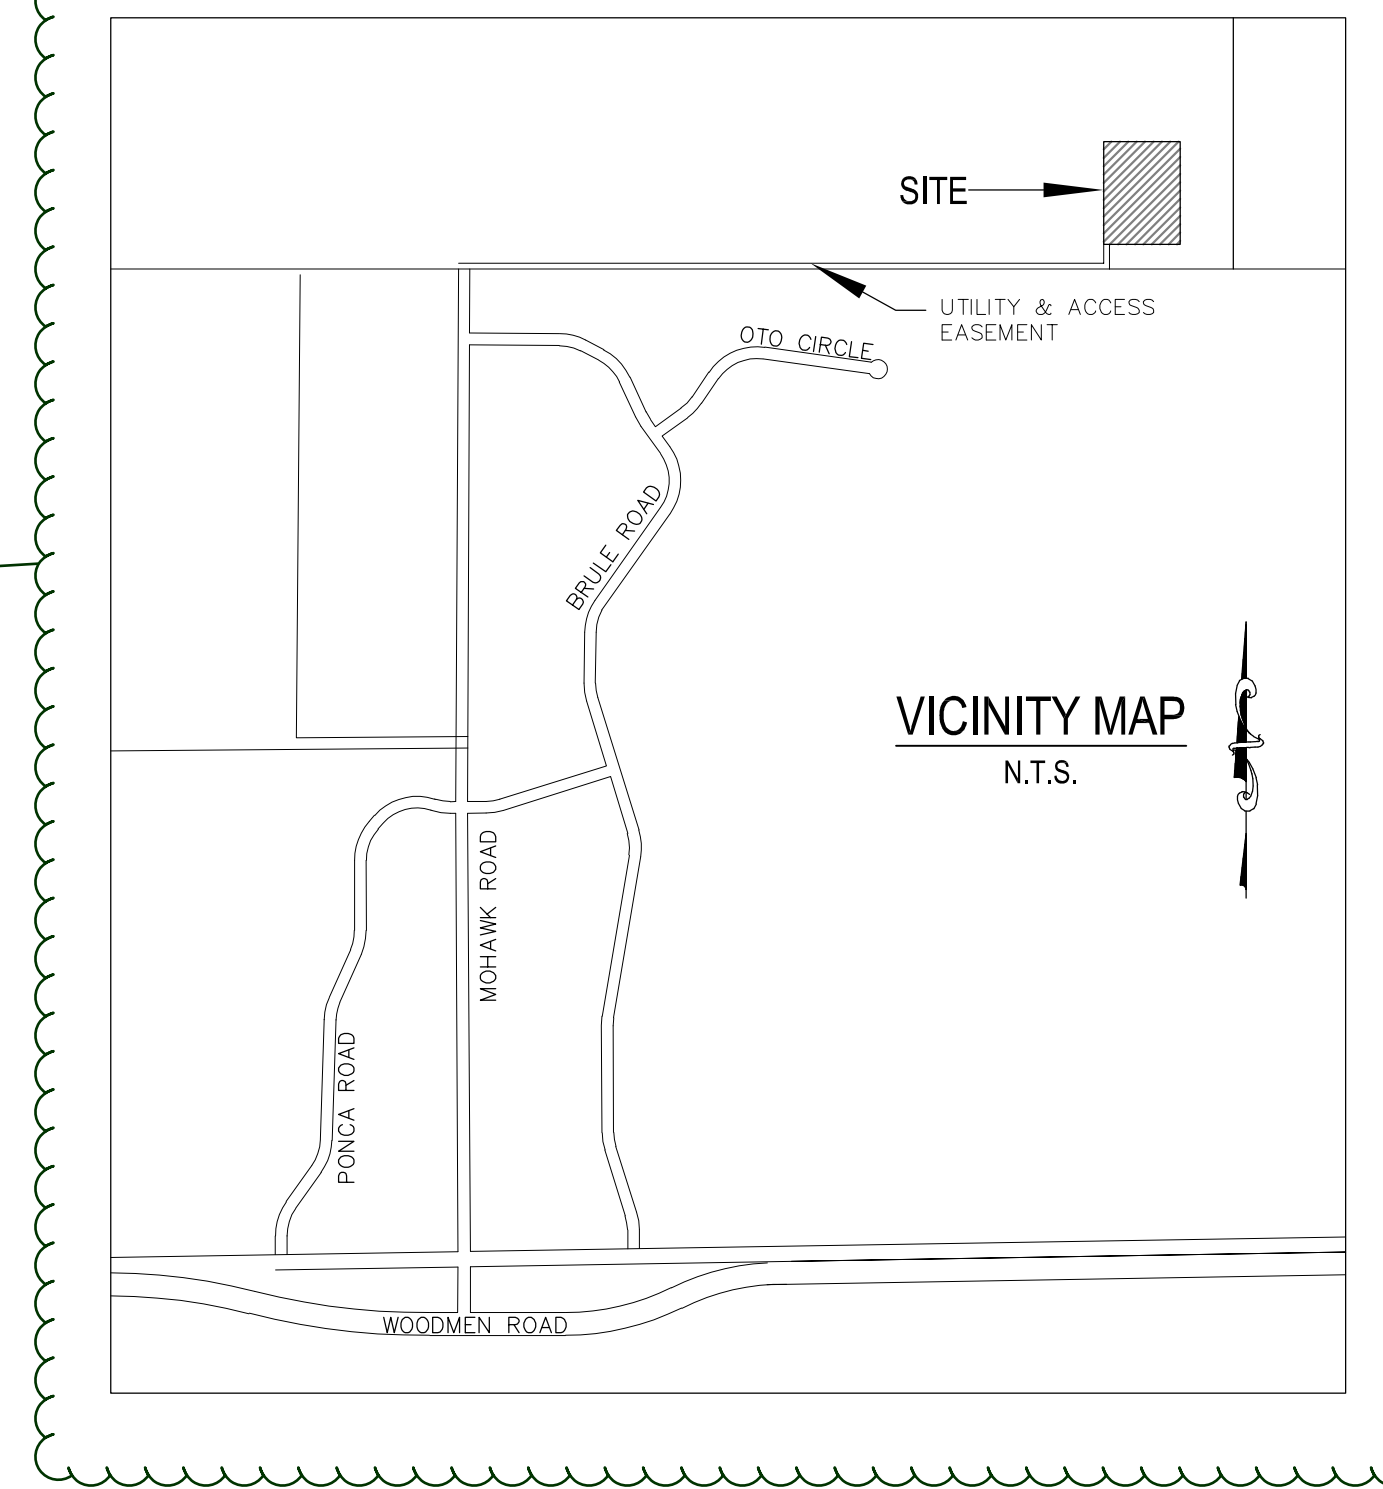 SITE
UTILITY & ACCESS
EASEMENT
OTO CIRCLE
BRULE ROAD
VICINITY MAP
N.T.S.
MOHAWK ROAD
PONCA ROAD
WOODMEN ROAD